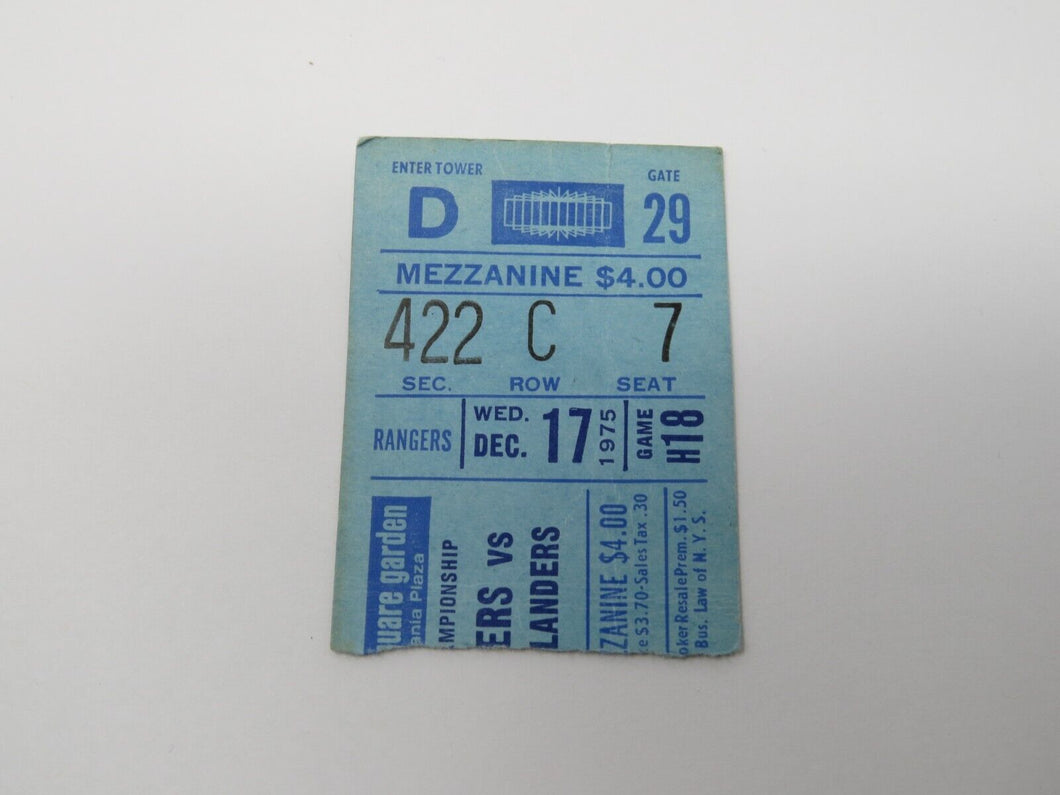 ENTER TOWER
D
GATE
29
MEZZANINE $4.00
422 C 7
SEC. ROW SEAT
RANGERS
WED.
DEC. 17 1975
GAME
H18
uare garden
ania Plaza
MPIONSHIP
ERS VS
LANDERS
ZZANINE $4.00
e $3.70-Sales Tax .30
oker Resale Prem. $1.50
Bus. Law of N.Y.S.